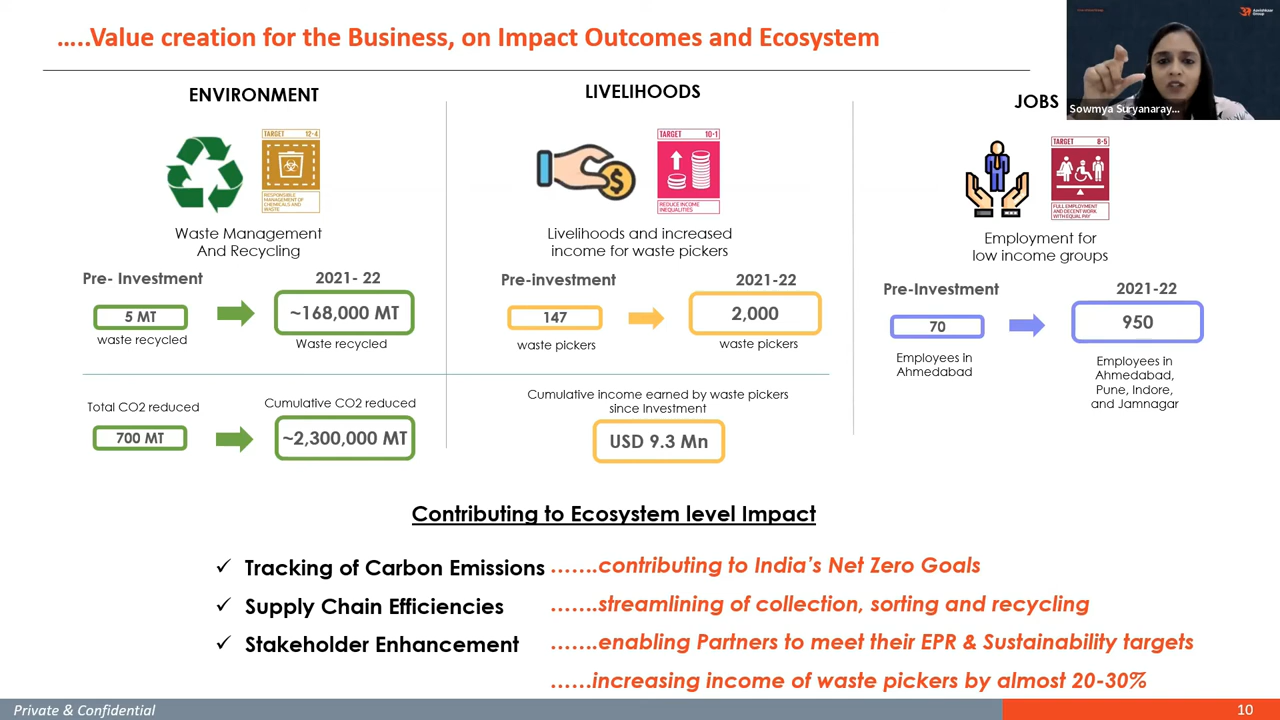 …..Value creation for the Business, on Impact Outcomes and Ecosystem
Aavishkaar
Group
Sowmya Suryanaray...
ENVIRONMENT
TARGET 12-4
RESPONSIBLE
MANAGEMENT OF
CHEMICALS AND
WASTE
Waste Management
And Recycling
Pre- Investment
2021- 22
5 MT
~168,000 MT
waste recycled
Waste recycled
Total CO2 reduced
Cumulative CO2 reduced
700 MT
~2,300,000 MT
LIVELIHOODS
TARGET 10-1
REDUCE INCOME
INEQUALITIES
Livelihoods and increased
income for waste pickers
Pre-investment
2021-22
147
2,000
waste pickers
waste pickers
Cumulative income earned by waste pickers
since Investment
USD 9.3 Mn
JOBS
TARGET 8-5
FULL EMPLOYMENT
AND DECENT WORK
WITH EQUAL PAY
Employment for
low income groups
Pre-Investment
2021-22
70
950
Employees in
Ahmedabad
Employees in
Ahmedabad,
Pune, Indore,
and Jamnagar
Contributing to Ecosystem level Impact
✓ Tracking of Carbon Emissions …….contributing to India's Net Zero Goals
✓ Supply Chain Efficiencies …….streamlining of collection, sorting and recycling
✓ Stakeholder Enhancement …….enabling Partners to meet their EPR & Sustainability targets
……increasing income of waste pickers by almost 20-30%
Private & Confidential
10